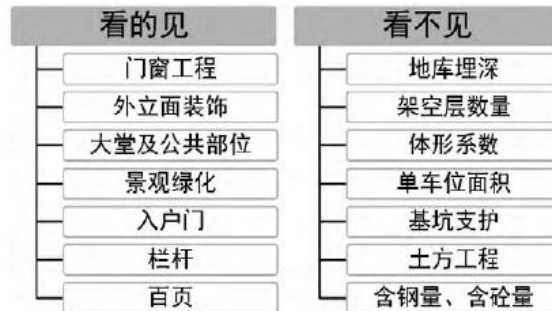 看的见
门窗工程
外立面装饰
大堂及公共部位
景观绿化
入户门
栏杆
百页
看不见
地库埋深
架空层数量
体形系数
单车位面积
基坑支护
土方工程
含钢量、含砼量